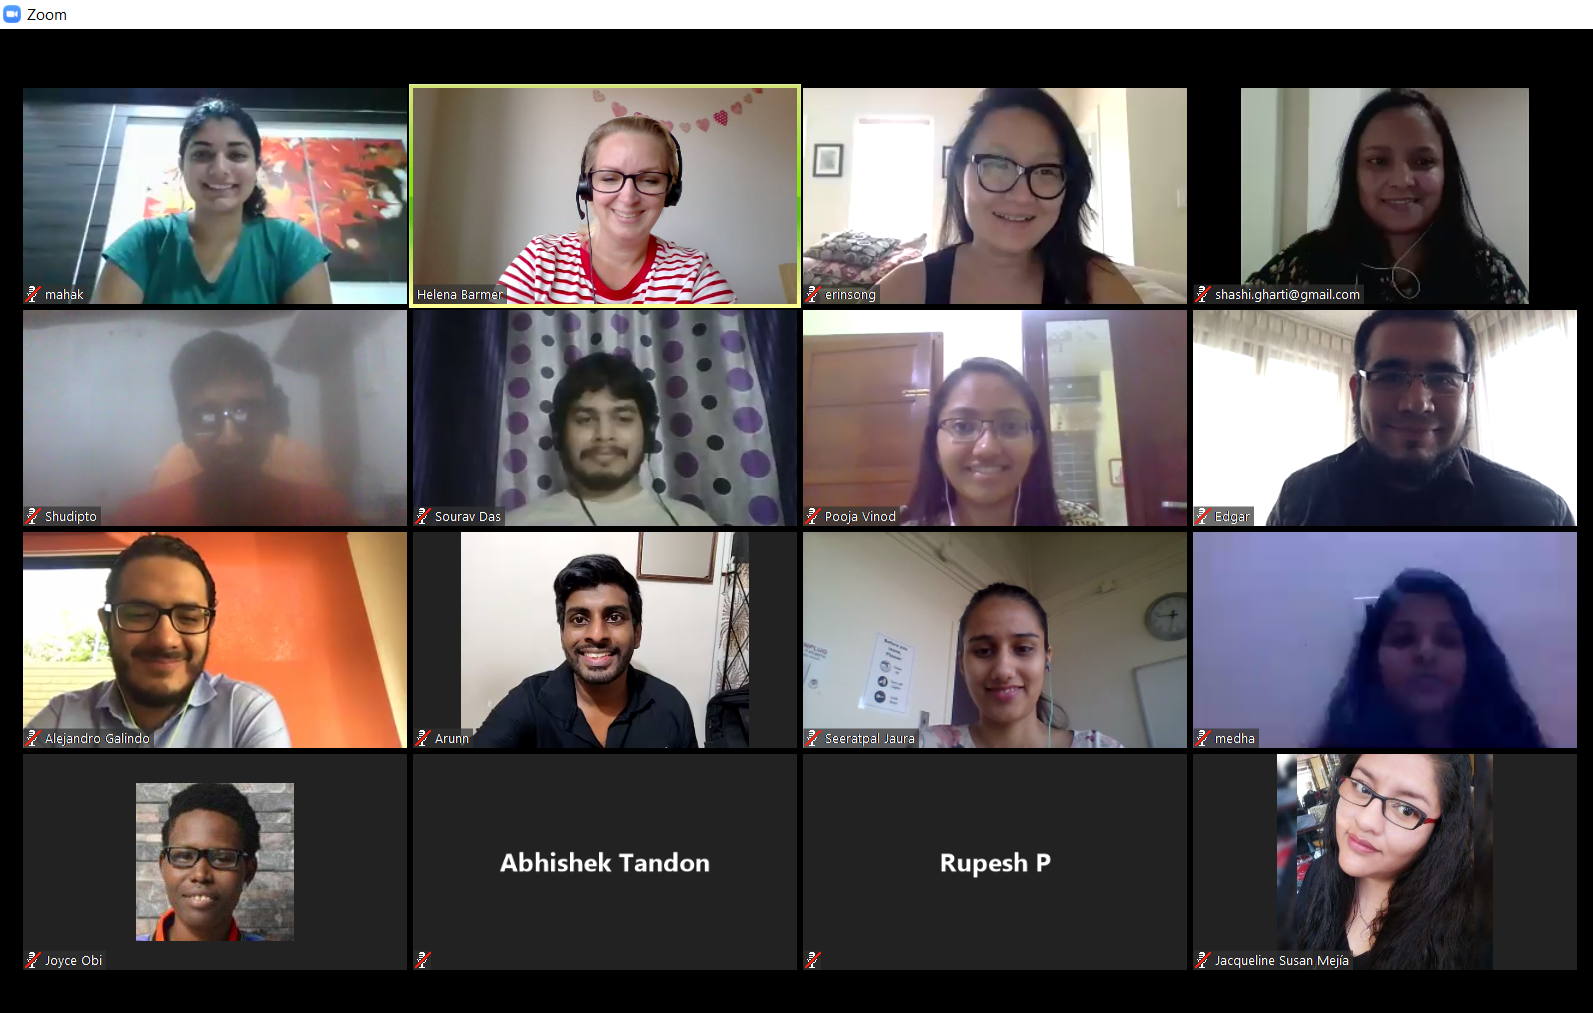 Zoom
mahak
Helena Barmer
erinsong
shashi.gharti@gmail.com
Shudipto
Sourav Das
Pooja Vinod
Edgar
Alejandro Galindo
Arunn
Seeratpal Jaura
medha
Joyce Obi
Abhishek Tandon
Rupesh P
Jacqueline Susan Mejía